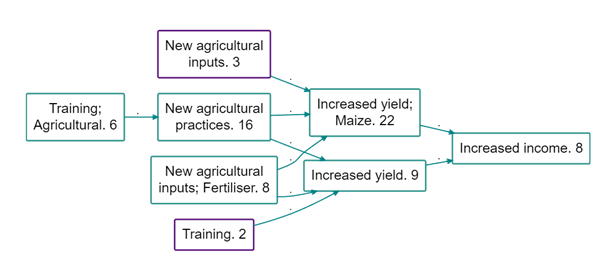 New agricultural
inputs. 3
Training;
Agricultural. 6
New agricultural
practices. 16
Increased yield;
Maize. 22
Increased income. 8
New agricultural
inputs; Fertiliser. 8
Increased yield. 9
Training. 2